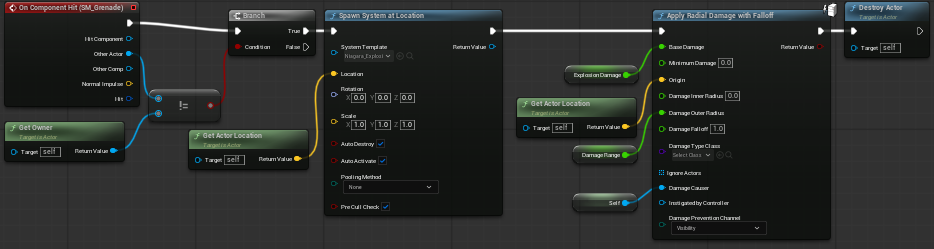 On Component Hit (SM_Grenade)
Hit Component
Other Actor
Other Comp
Normal Impulse
Hit
Get Owner
Target is Actor
Target self
Return Value
!=
Branch
True
Condition
False
Get Actor Location
Target is Actor
Target self
Return Value
Spawn System at Location
System Template
Return Value
Niagara_Explosi
Location
Rotation
X 0.0 Y 0.0 Z 0.0
Scale
X 1.0 Y 1.0 Z 1.0
Auto Destroy
Auto Activate
Pooling Method
None
Pre Cull Check
Explosion Damage
Get Actor Location
Target is Actor
Target self
Return Value
Damage Range
Self
Apply Radial Damage with Falloff
Base Damage
Return Value
Minimum Damage 0.0
Origin
Damage Inner Radius 0.0
Damage Outer Radius
Damage Falloff 1.0
Damage Type Class
Select Class
Ignore Actors
Damage Causer
Instigated by Controller
Damage Prevention Channel
Visibility
Destroy Actor
Target is Actor
Target self